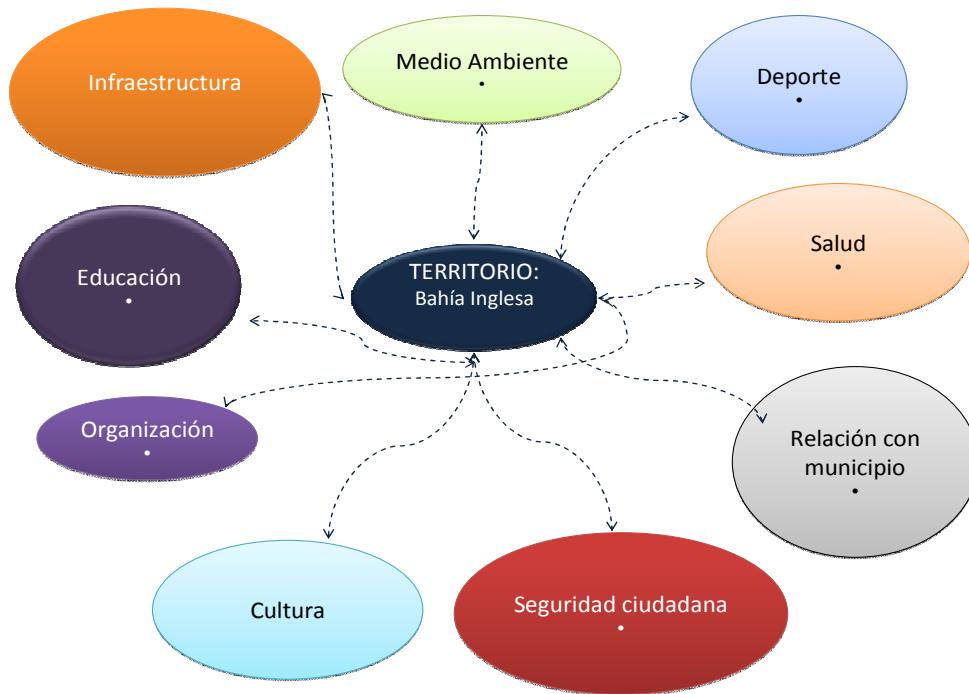 Infraestructura
Medio Ambiente
•
Deporte
•
Educación
•
TERRITORIO:
Bahía Inglesa
Salud
•
Organización
•
Relación con
municipio
•
Cultura
Seguridad ciudadana
•